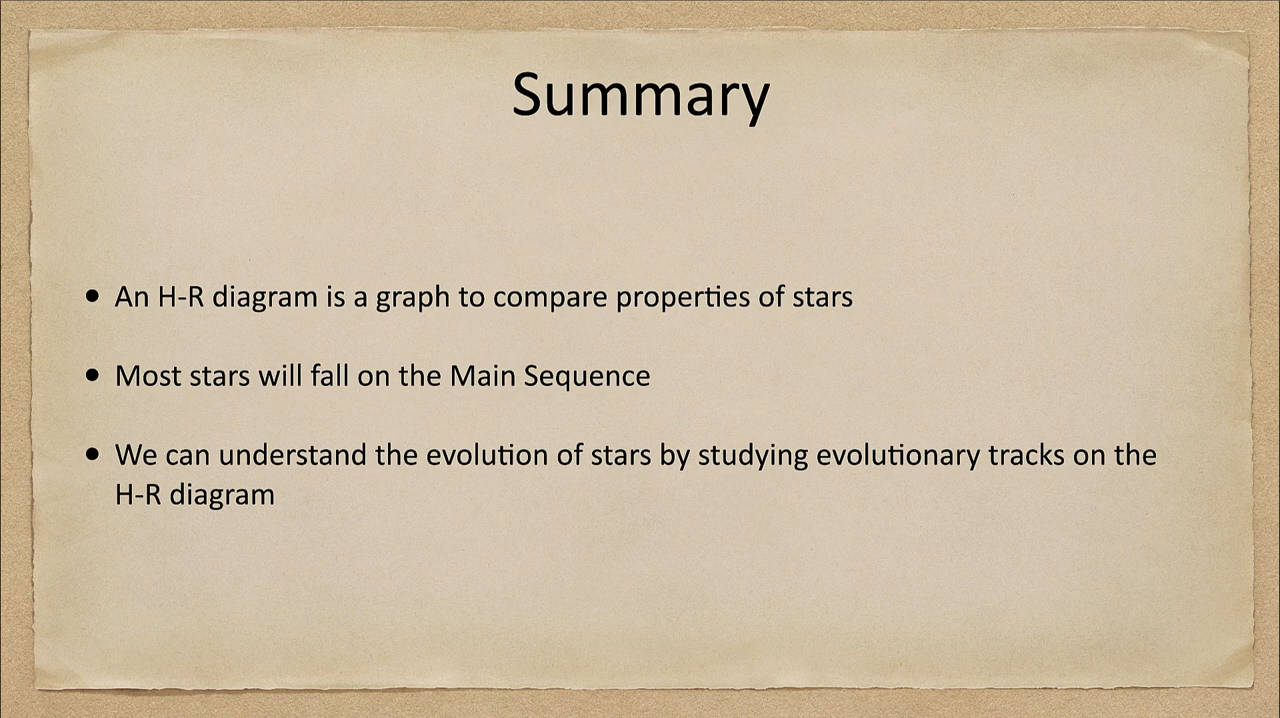 Summary
• An H-R diagram is a graph to compare properties of stars
• Most stars will fall on the Main Sequence
• We can understand the evolution of stars by studying evolutionary tracks on the
H-R diagram